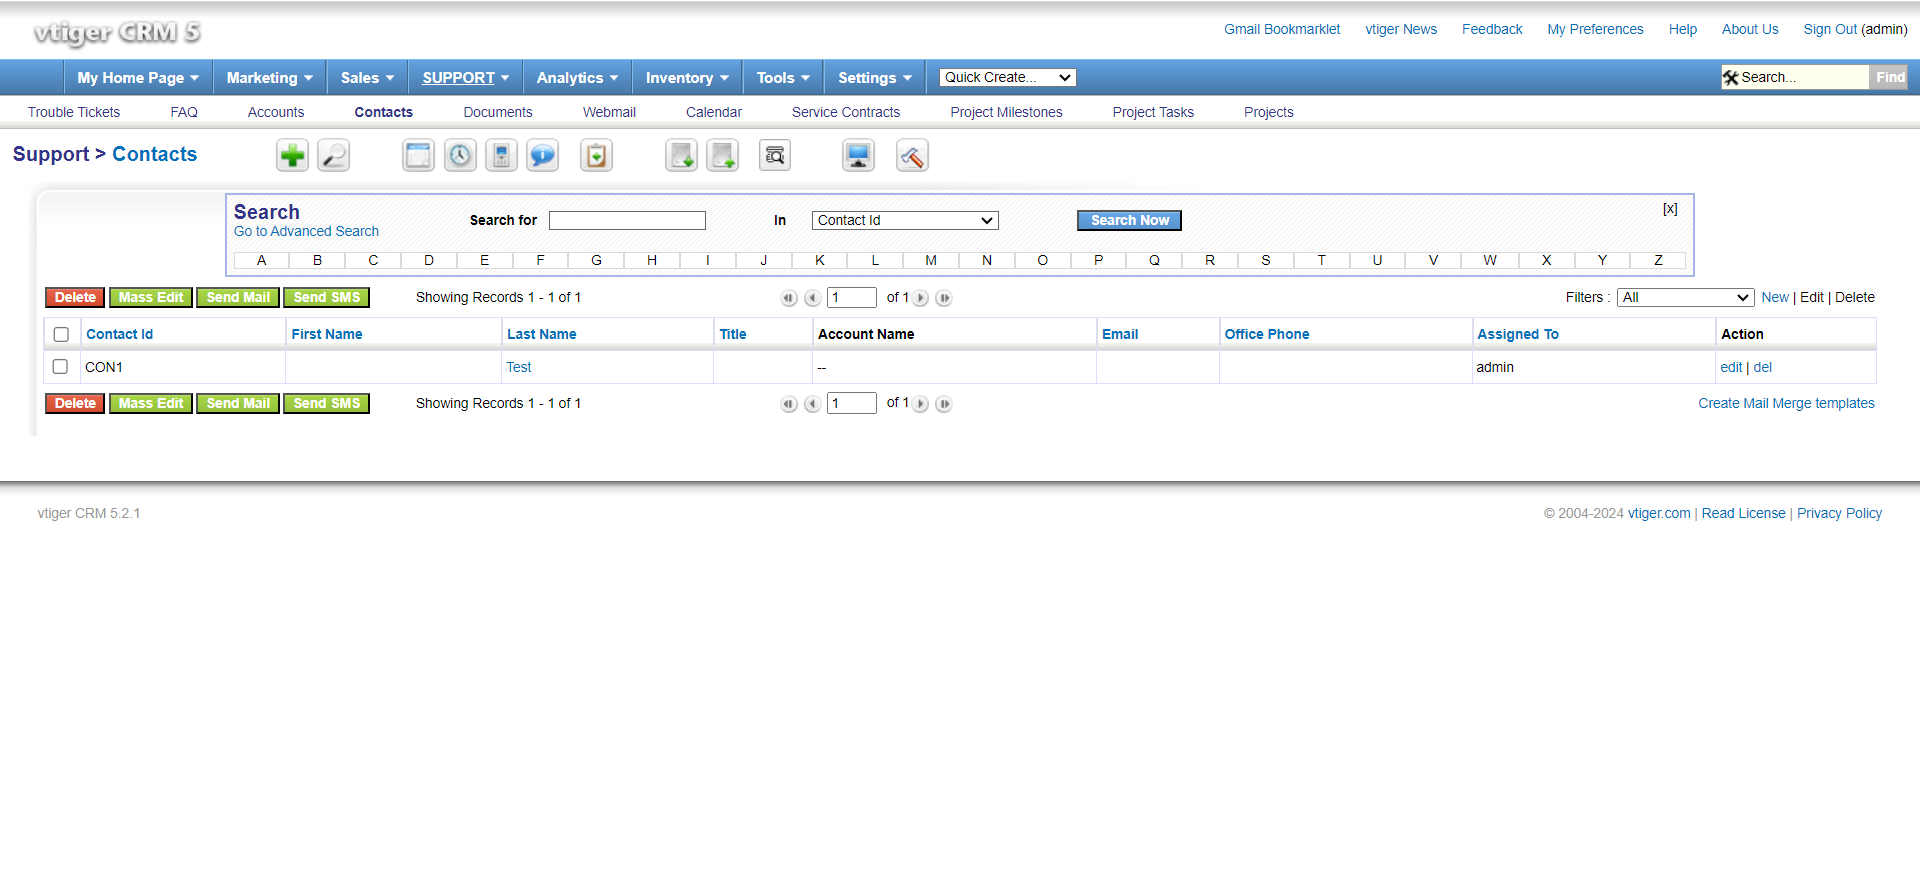 vtiger CRM 5
Gmail Bookmarklet vtiger News Feedback My Preferences Help About Us Sign Out (admin)
My Home Page Marketing Sales SUPPORT Analytics Inventory Tools Settings Quick Create... Search... Find
Trouble Tickets FAQ Accounts Contacts Documents Webmail Calendar Service Contracts Project Milestones Project Tasks Projects
Support > Contacts
Search
Go to Advanced Search
Search for In Contact Id Search Now [x]
A B C D E F G H I J K L M N O P Q R S T U V W X Y Z
Delete Mass Edit Send Mail Send SMS Showing Records 1 - 1 of 1 1 of 1 Filters : All New | Edit | Delete
Contact Id First Name Last Name Title Account Name Email Office Phone Assigned To Action
CON1 Test -- admin edit | del
Delete Mass Edit Send Mail Send SMS Showing Records 1 - 1 of 1 1 of 1 Create Mail Merge templates
vtiger CRM 5.2.1 © 2004-2024 vtiger.com | Read License | Privacy Policy